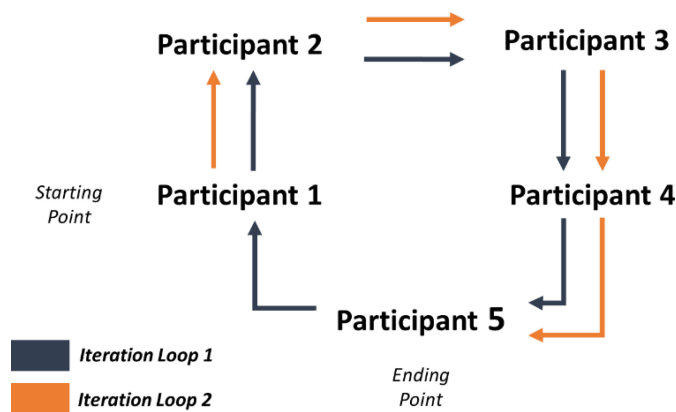 Participant 2
Participant 3
Starting
Point
Participant 1
Participant 4
Participant 5
Iteration Loop 1
Ending
Point
Iteration Loop 2